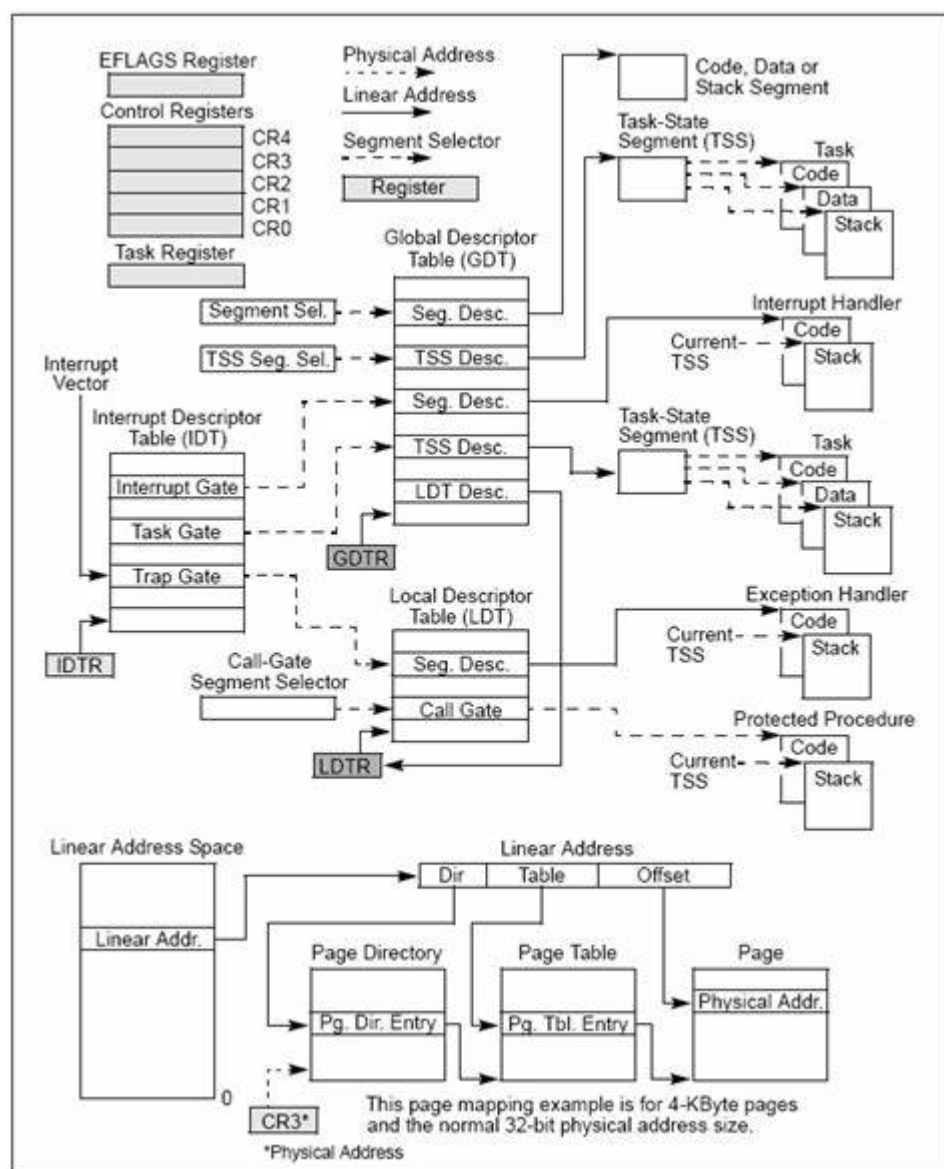 EFLAGS Register
Control Registers
CR4
CR3
CR2
CR1
CR0
Task Register
Physical Address
Linear Address
Segment Selector
Register
Code, Data or
Stack Segment
Task-State
Segment (TSS)
Task
Code
Data
Stack
Global Descriptor
Table (GDT)
Segment Sel.
Seg. Desc.
TSS Seg. Sel.
TSS Desc.
Seg. Desc.
TSS Desc.
LDT Desc.
GDTR
Interrupt Handler
Code
Current
TSS
Stack
Interrupt
Vector
Interrupt Descriptor
Table (IDT)
Interrupt Gate
Task Gate
Trap Gate
IDTR
Task-State
Segment (TSS)
Task
Code
Data
Stack
Local Descriptor
Table (LDT)
Call-Gate
Segment Selector
Seg. Desc.
Call Gate
LDTR
Exception Handler
Code
Current
TSS
Stack
Protected Procedure
Code
Current
TSS
Stack
Linear Address Space
Linear Addr.
0
Linear Address
Dir
Table
Offset
Page Directory
Pg. Dir. Entry
Page Table
Pg. Tbl. Entry
Page
Physical Addr.
CR3*
*Physical Address
This page mapping example is for 4-KByte pages
and the normal 32-bit physical address size.